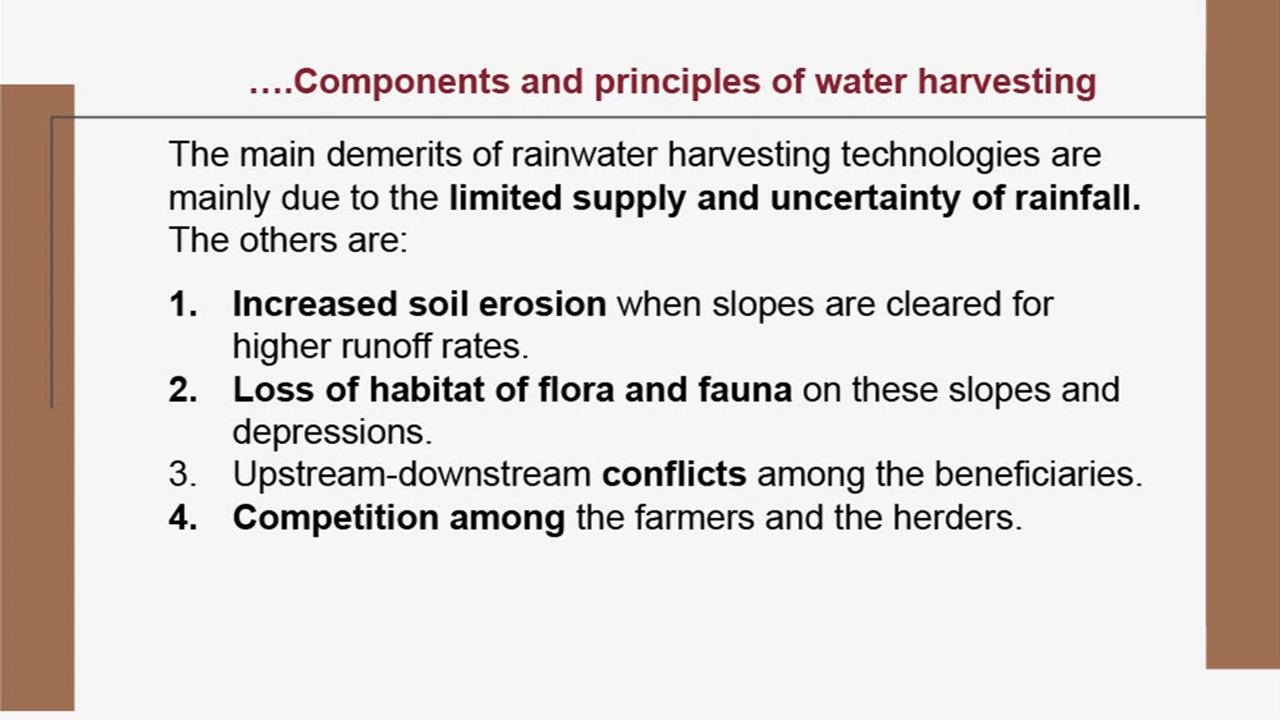 ....Components and principles of water harvesting
The main demerits of rainwater harvesting technologies are
mainly due to the limited supply and uncertainty of rainfall.
The others are:
1. Increased soil erosion when slopes are cleared for
higher runoff rates.
2. Loss of habitat of flora and fauna on these slopes and
depressions.
3. Upstream-downstream conflicts among the beneficiaries.
4. Competition among the farmers and the herders.